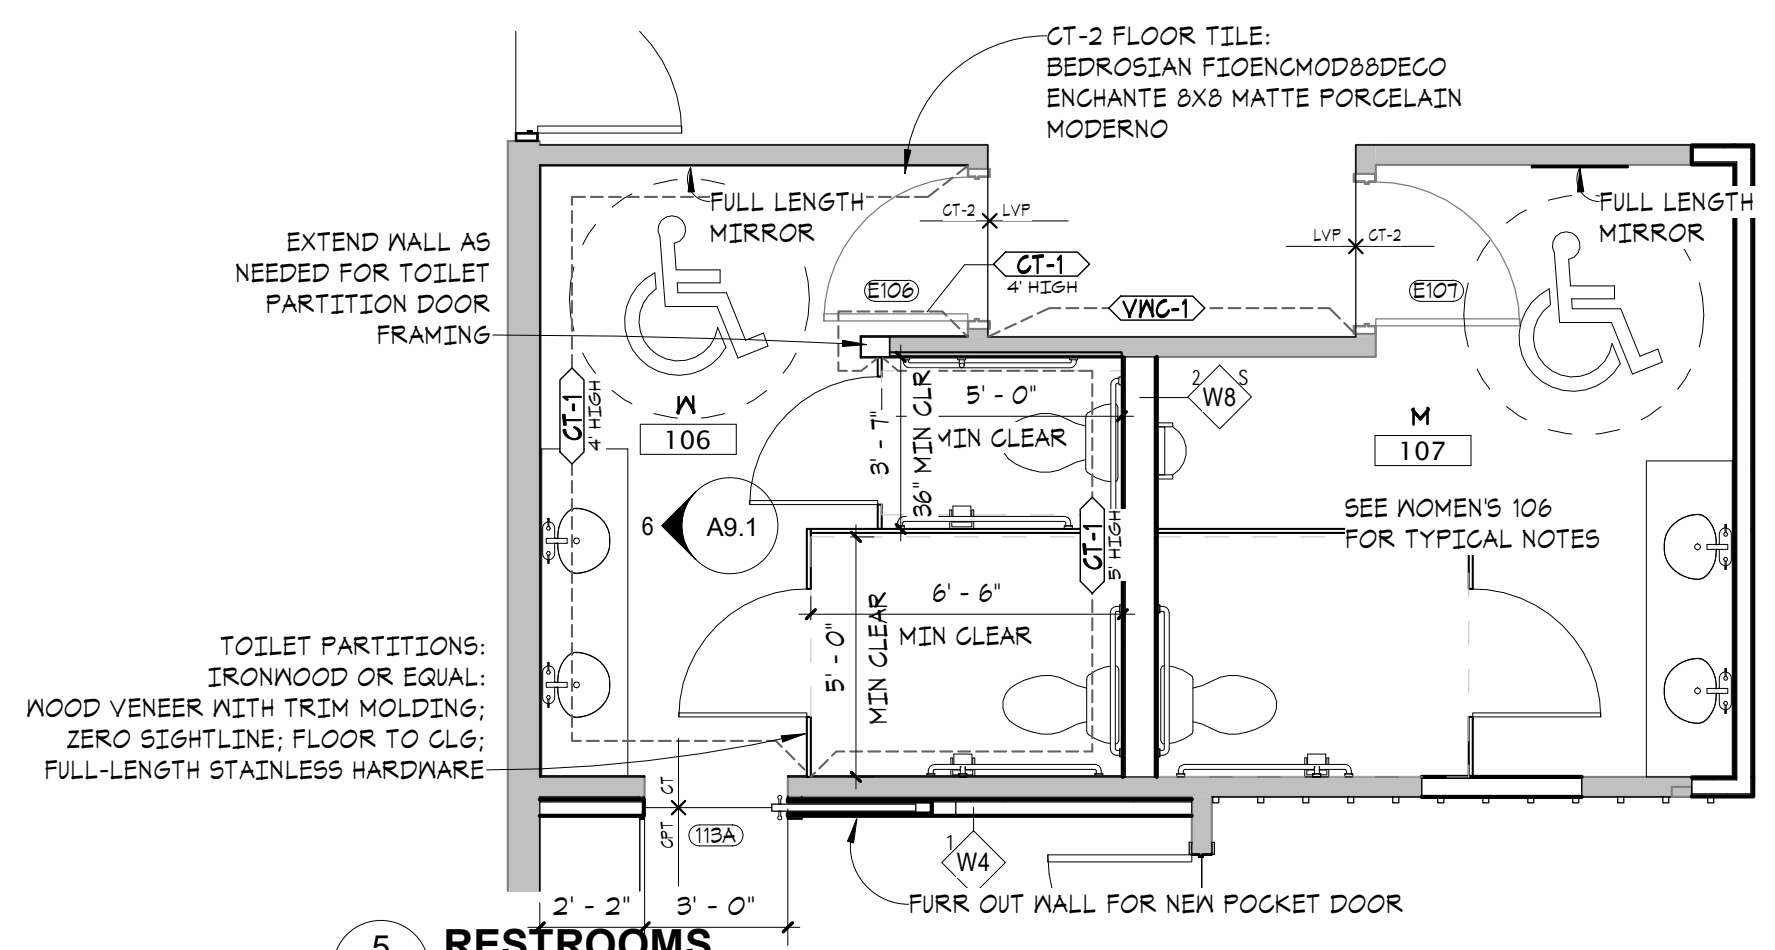 CT-2 FLOOR TILE:
BEDROSIAN FIOENCMOD88DECO
ENCHANTE 8X8 MATTE PORCELAIN
MODERNO
FULL LENGTH
MIRROR
FULL LENGTH
MIRROR
CT-2
LVP
LVP
CT-2
EXTEND WALL AS
NEEDED FOR TOILET
PARTITION DOOR
FRAMING
CT-1
4' HIGH
E106
E107
VWC-1
CT-1
4' HIGH
W
106
3' - 7"
36" MIN CLR
5' - 0"
MIN CLEAR
2
S
W8
M
107
6
A9.1
CT-1
5' HIGH
SEE WOMEN'S 106
FOR TYPICAL NOTES
6' - 6"
MIN CLEAR
5' - 0"
MIN CLEAR
TOILET PARTITIONS:
IRONWOOD OR EQUAL:
WOOD VENEER WITH TRIM MOLDING;
ZERO SIGHTLINE; FLOOR TO CLG;
FULL-LENGTH STAINLESS HARDWARE
CT
CPT
113A
1
W4
2' - 2"
3' - 0"
FURR OUT WALL FOR NEW POCKET DOOR
5
RESTROOMS